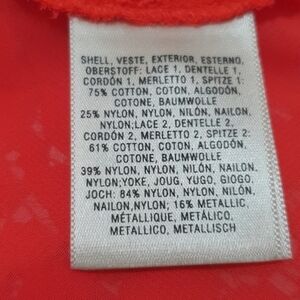 SHELL, VESTE, EXTERIOR, ESTERNO,
OBERSTOFF: LACE 1, DENTELLE 1,
CORDÓN 1, MERLETTO 1, SPITZE 1:
75% COTTON, COTON, ALGODÓN,
COTONE, BAUMWOLLE
25% NYLON, NYLON, NILÓN, NAILON,
NYLON;LACE 2, DENTELLE 2,
CORDÓN 2, MERLETTO 2, SPITZE 2:
61% COTTON, COTON, ALGODÓN,
COTONE, BAUMWOLLE
39% NYLON, NYLON, NILÓN, NAILON,
NYLON;YOKE, JOUG, YUGO, GIOGO,
JOCH: 84% NYLON, NYLON, NILÓN,
NAILON,NYLON; 16% METALLIC,
MÉTALLIQUE, METÁLICO,
METALLICO, METALLISCH